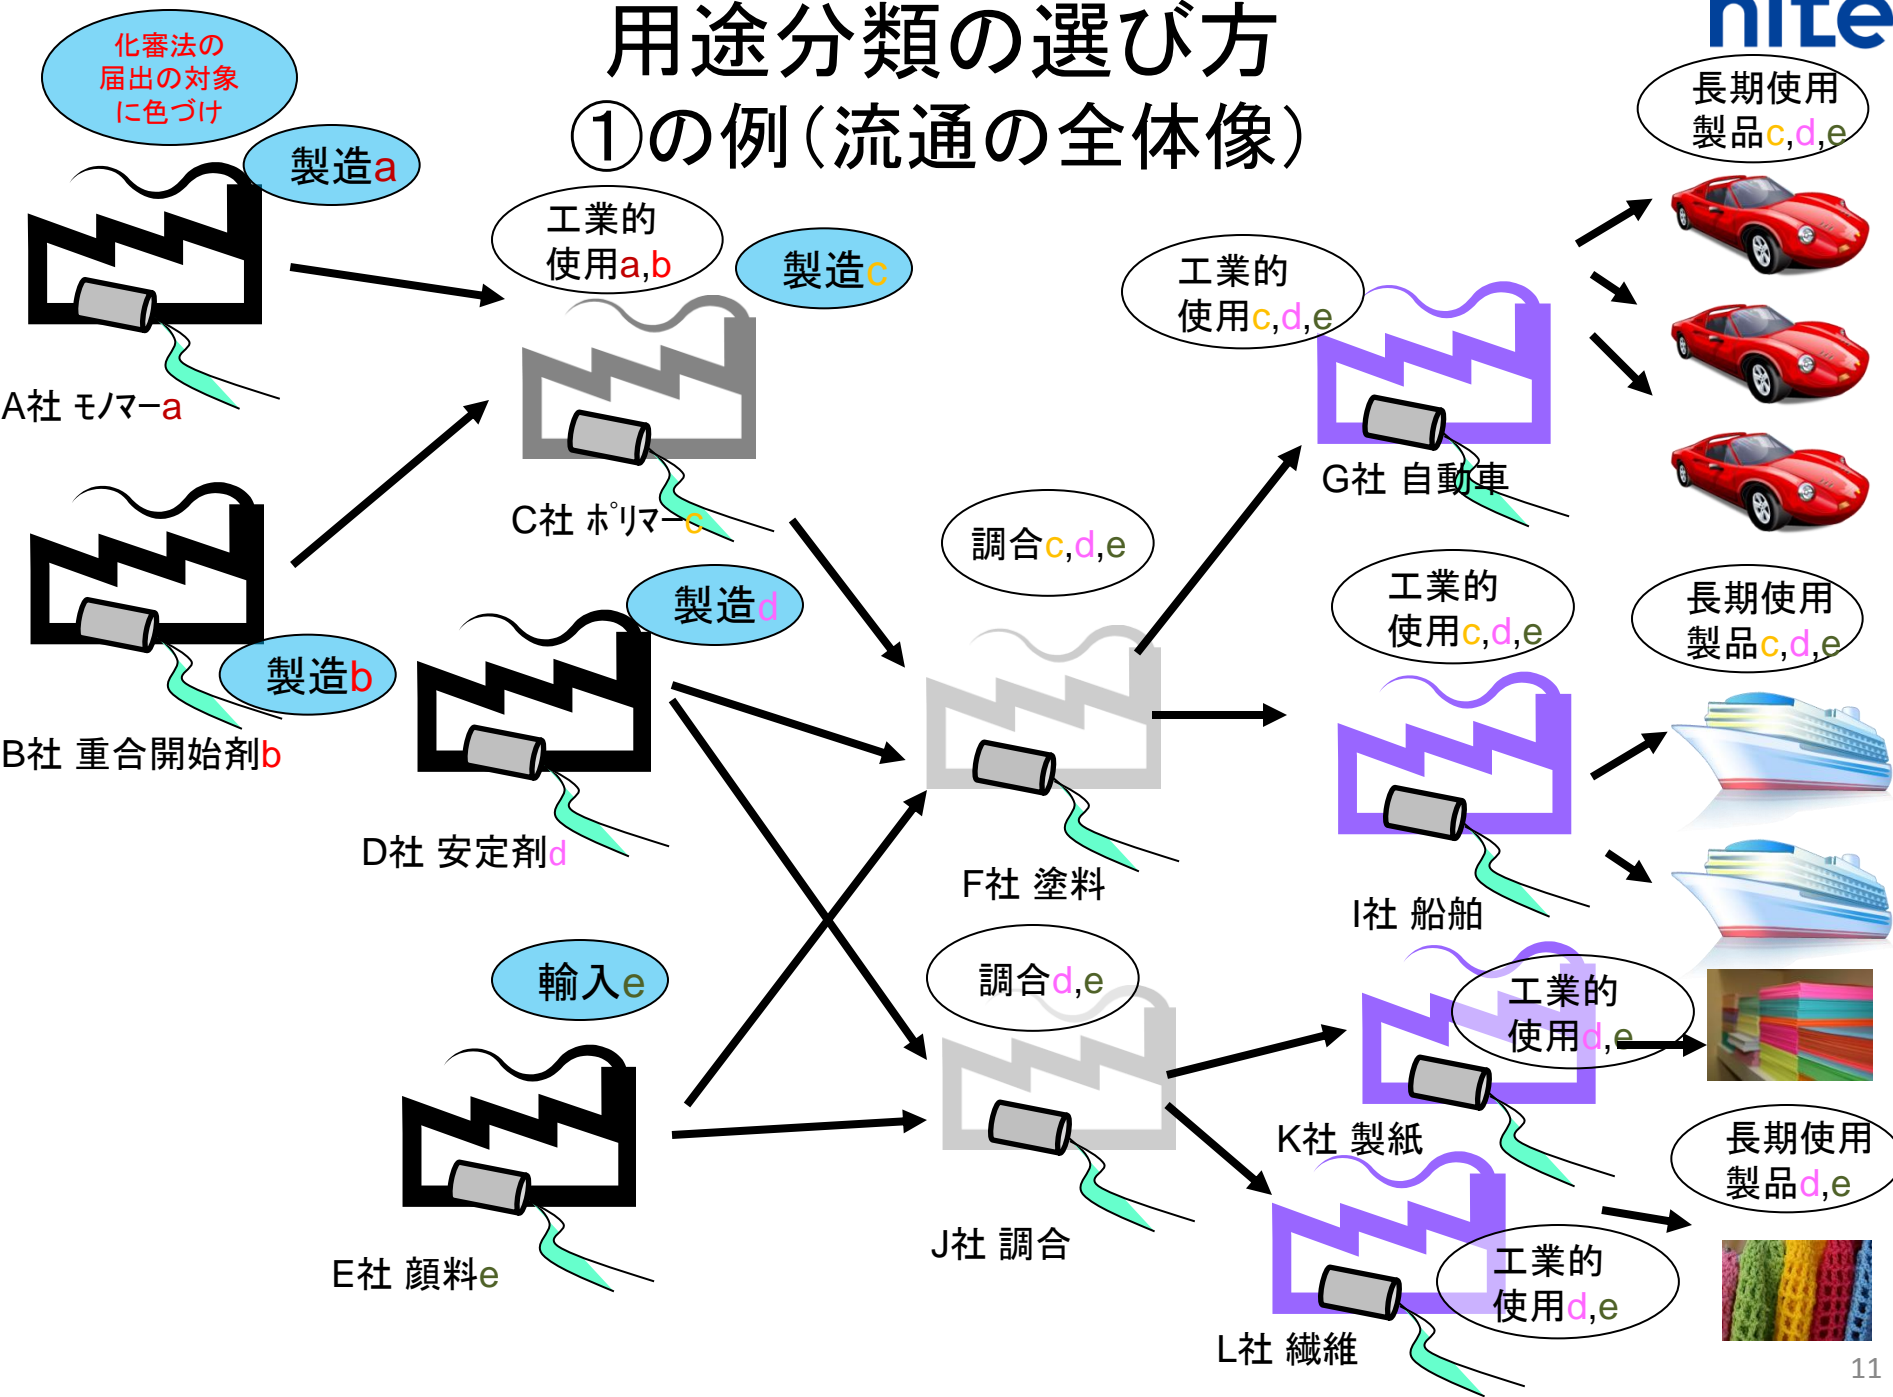 用途分類の選び方
①の例（流通の全体像）
nite
化審法の
届出の対象
に色づけ
製造a
A社 ﾓﾉﾏｰa
製造b
B社 重合開始剤b
工業的
使用a,b
製造c
C社 ﾎﾟﾘﾏｰc
製造d
D社 安定剤d
輸入e
E社 顔料e
調合c,d,e
F社 塗料
調合d,e
J社 調合
工業的
使用c,d,e
G社 自動車
工業的
使用c,d,e
I社 船舶
工業的
使用d,e
K社 製紙
工業的
使用d,e
L社 繊維
長期使用
製品c,d,e
長期使用
製品c,d,e
長期使用
製品d,e
11